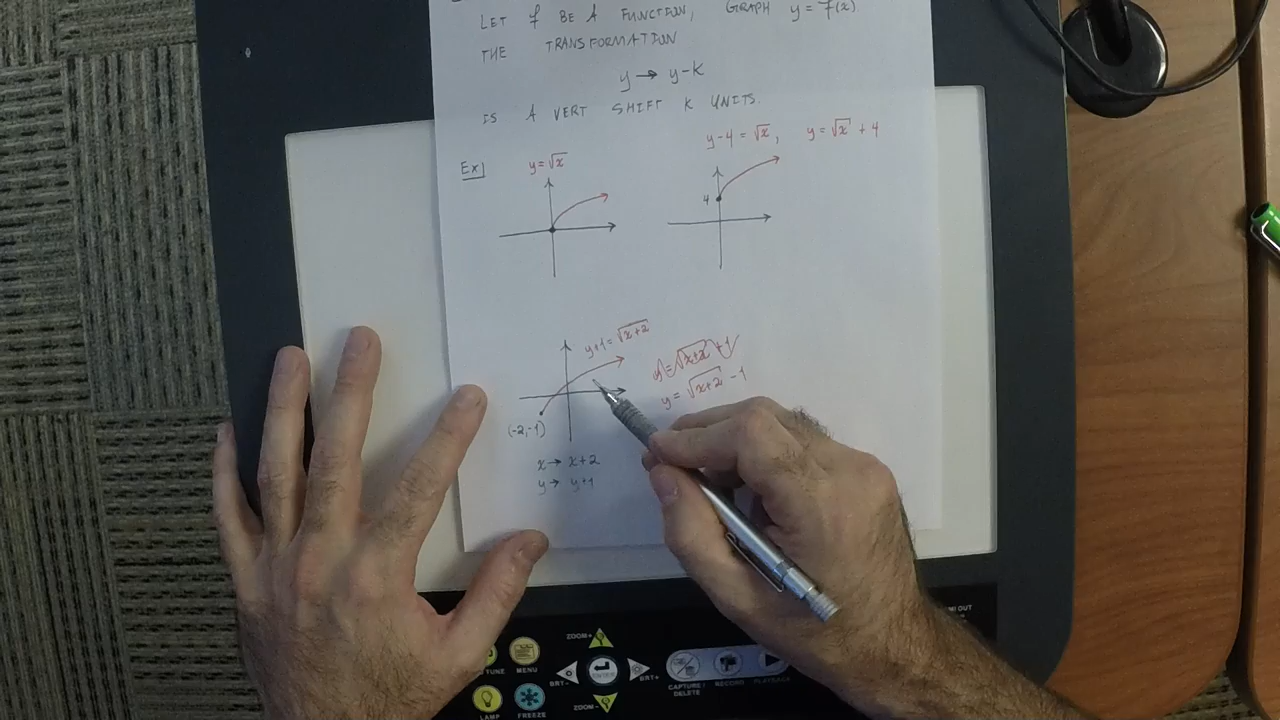 LET f BE A FUNCTION, GRAPH y = f(x)
THE TRANSFORMATION
y → y-k
IS A VERT SHIFT K UNITS.
y-4 = √x, y = √x + 4
Ex) y = √x
4
y+1 = √x+2
y = √x+2 + 1
y = √x+2 - 1
(-2,-1)
x → x+2
y → y+1
ZOOM+
TUNE MENU
BRT- BRT+
CAPTURE / DELETE RECORD PLAYBACK
LAMP FREEZE ZOOM-